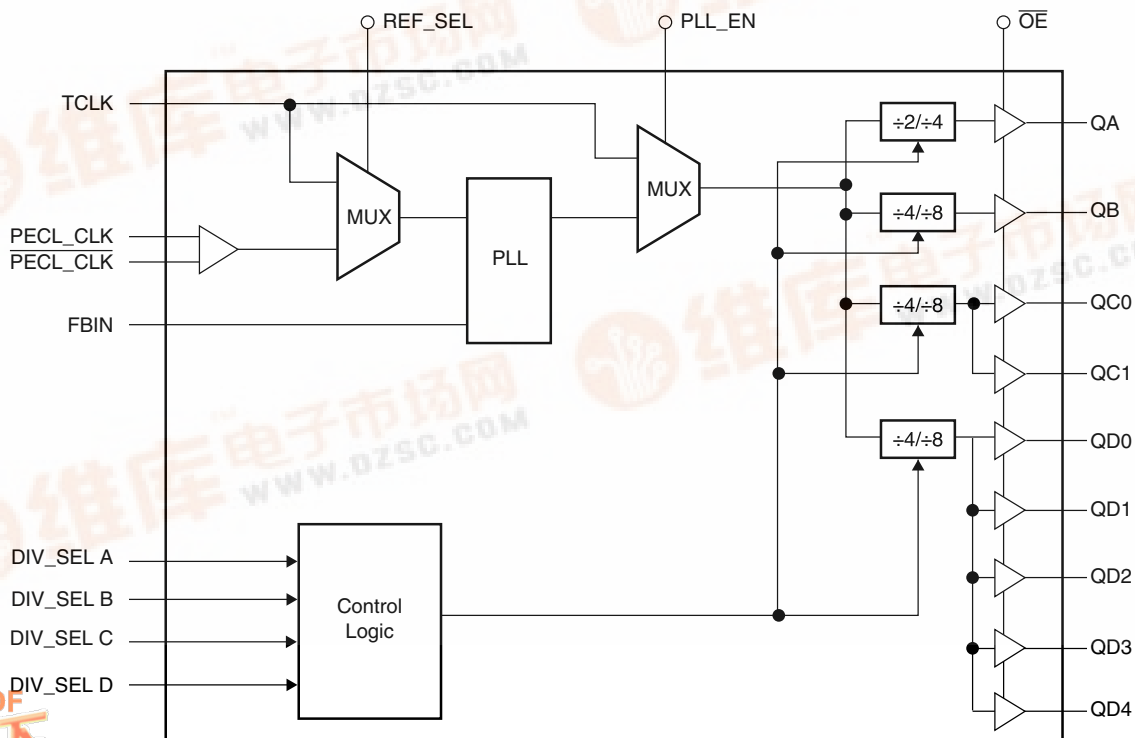 REF_SEL
PLL_EN
OE
TCLK
÷2/÷4
QA
MUX
MUX
÷4/÷8
QB
PECL_CLK
PECL_CLK
PLL
÷4/÷8
QC0
FBIN
QC1
÷4/÷8
QD0
QD1
DIV_SEL A
QD2
DIV_SEL B
Control
Logic
DIV_SEL C
QD3
DIV_SEL D
QD4
维库电子市场网
WWW.DZSC.COM
维库电子市场网
WWW.DZSC.COM
维库电子市场网
WWW.DZSC.C